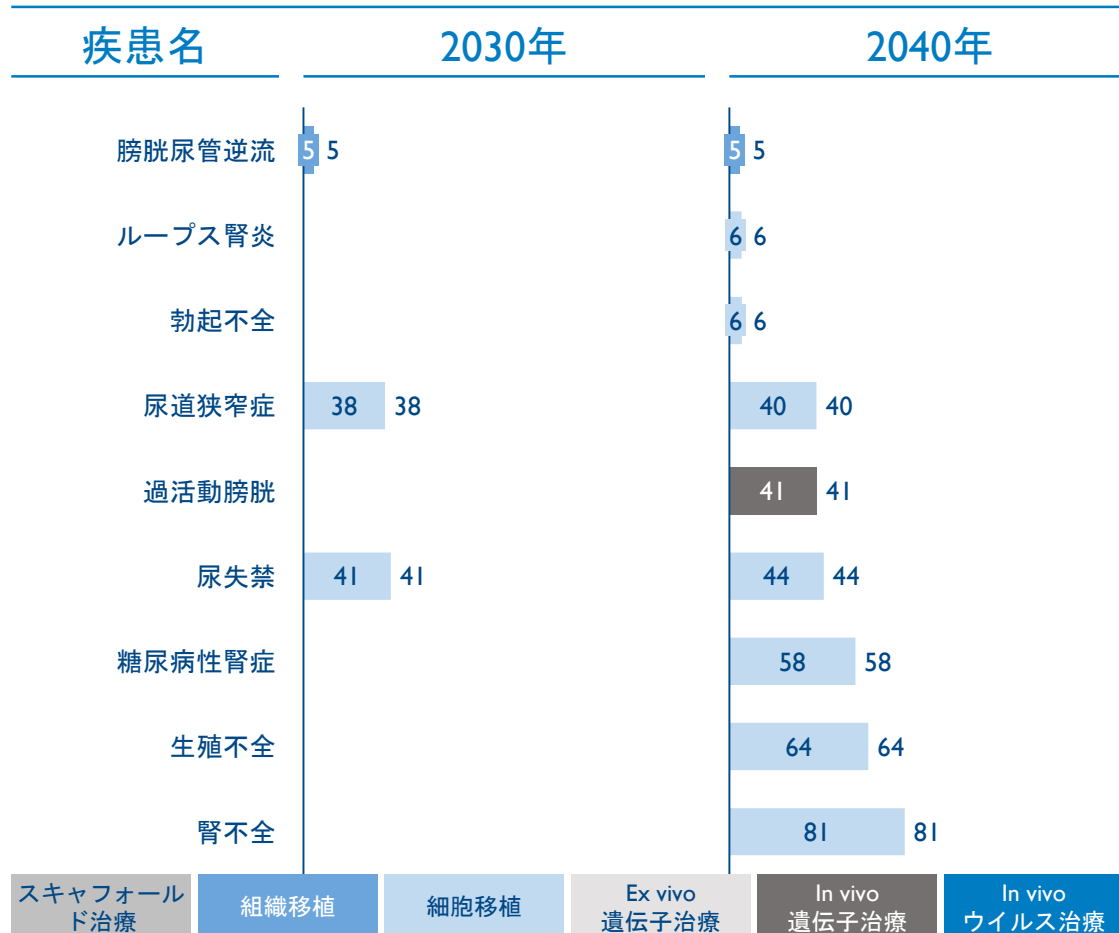 疾患名 2030年 2040年
膀胱尿管逆流 5 5 5 5
ループス腎炎 6 6
勃起不全 6 6
尿道狭窄症 38 38 40 40
過活動膀胱 41 41
尿失禁 41 41 44 44
糖尿病性腎症 58 58
生殖不全 64 64
腎不全 81 81
スキャフォール
ド治療
組織移植
細胞移植
Ex vivo
遺伝子治療
In vivo
遺伝子治療
In vivo
ウイルス治療